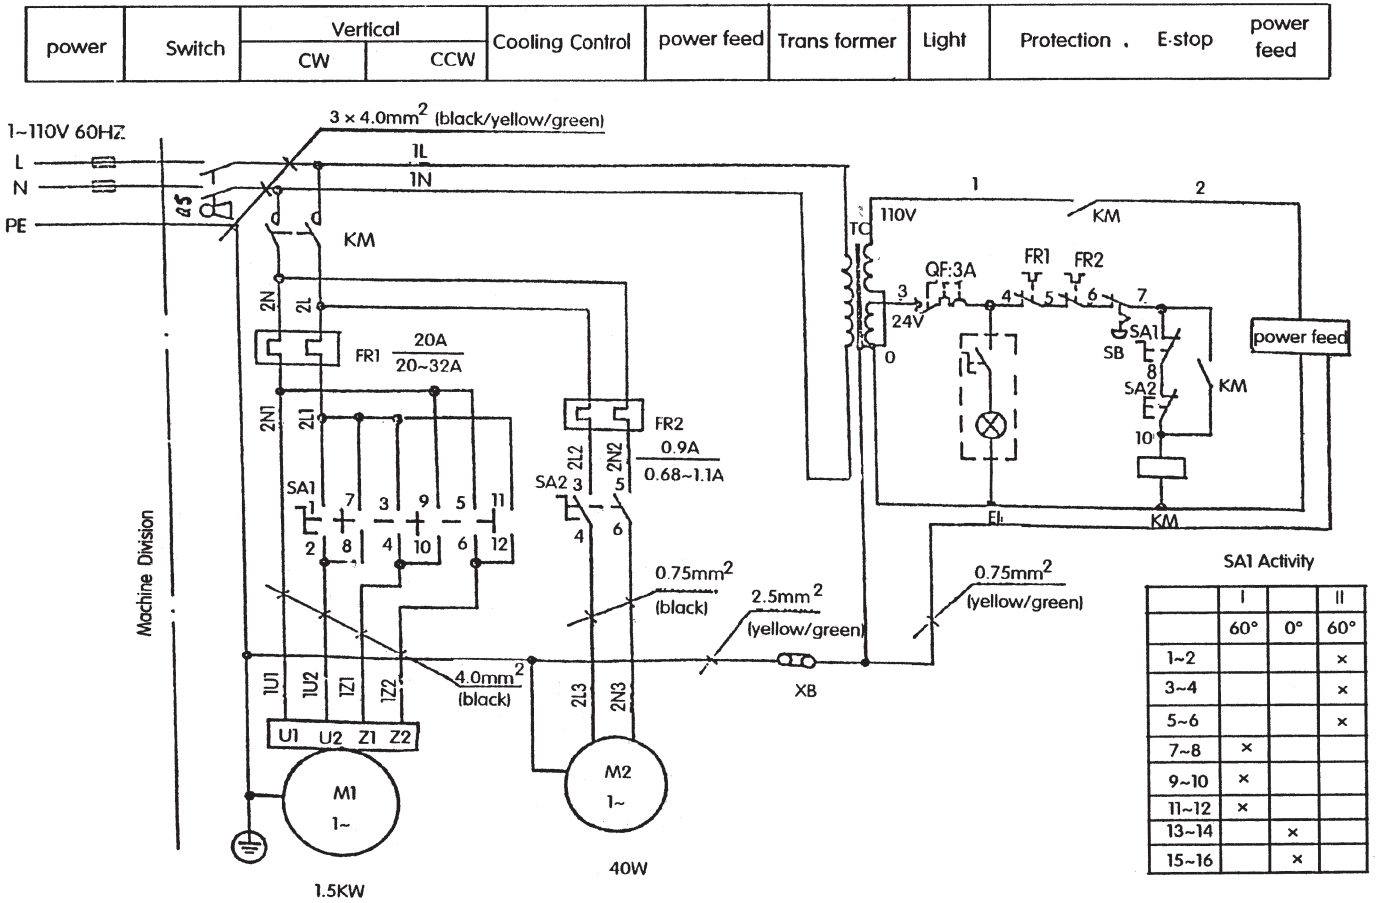 power
Switch
Vertical
CW
CCW
Cooling Control
power feed
Trans former
Light
Protection . E-stop
power
feed
3 × 4.0mm² (black/yellow/green)
1~110V 60HZ
L
N
PE
QS
1L
1N
KM
2N
2L
FR1
20A
20~32A
2N1
2L1
SA1
1
7
3
9
5
11
2
8
4
10
6
12
FR2
0.9A
0.68~1.1A
2L2
2N2
SA2
3
5
4
6
Machine Division
0.75mm²
(black)
2.5mm²
(yellow/green)
0.75mm²
(yellow/green)
4.0mm²
(black)
XB
1U1
1U2
1Z1
1Z2
2L3
2N3
U1
U2
Z1
Z2
M1
1~
1.5KW
M2
1~
40W
TC
110V
1
2
KM
QF:3A
3
24V
0
FR1
FR2
4
5
6
7
SB
SA1
8
SA2
10
KM
KM
power feed
SA1 Activity
I II
60° 0° 60°
1~2 ×
3~4 ×
5~6 ×
7~8 ×
9~10 ×
11~12 ×
13~14 ×
15~16 ×